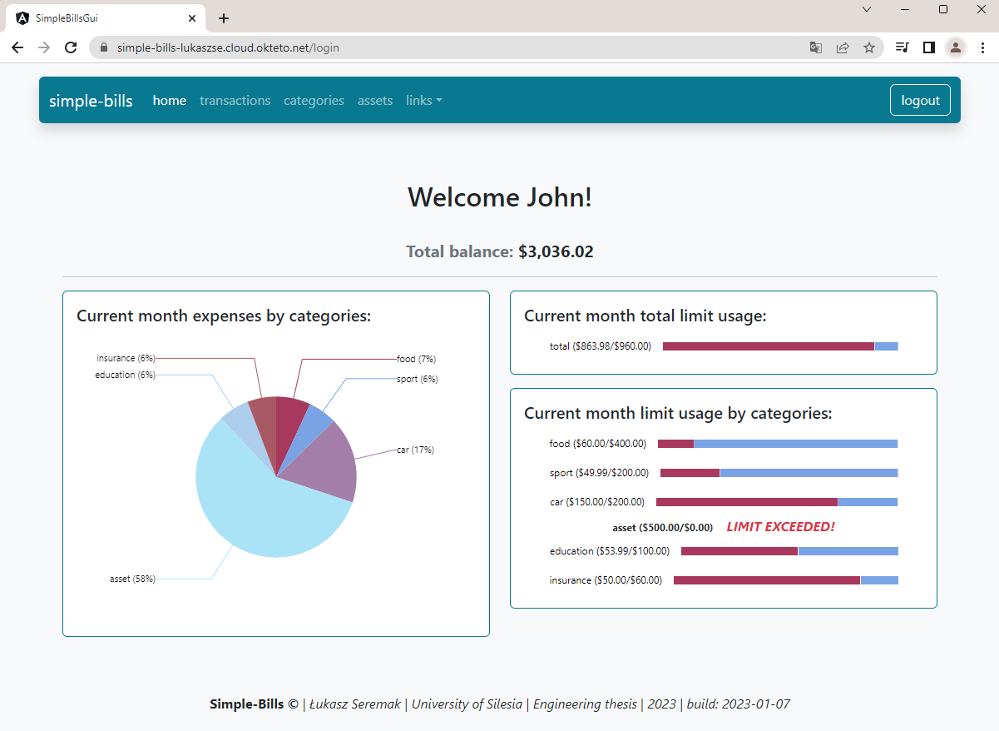 SimpleBillsGui
simple-bills-lukaszse.cloud.okteto.net/login
simple-bills home transactions categories assets links logout
Welcome John!
Total balance: $3,036.02
Current month expenses by categories:
insurance (6%)
food (7%)
education (6%)
sport (6%)
car (17%)
asset (58%)
Current month total limit usage:
total ($863.98/$960.00)
Current month limit usage by categories:
food ($60.00/$400.00)
sport ($49.99/$200.00)
car ($150.00/$200.00)
asset ($500.00/$0.00) LIMIT EXCEEDED!
education ($53.99/$100.00)
insurance ($50.00/$60.00)
Simple-Bills © | Łukasz Seremak | University of Silesia | Engineering thesis | 2023 | build: 2023-01-07